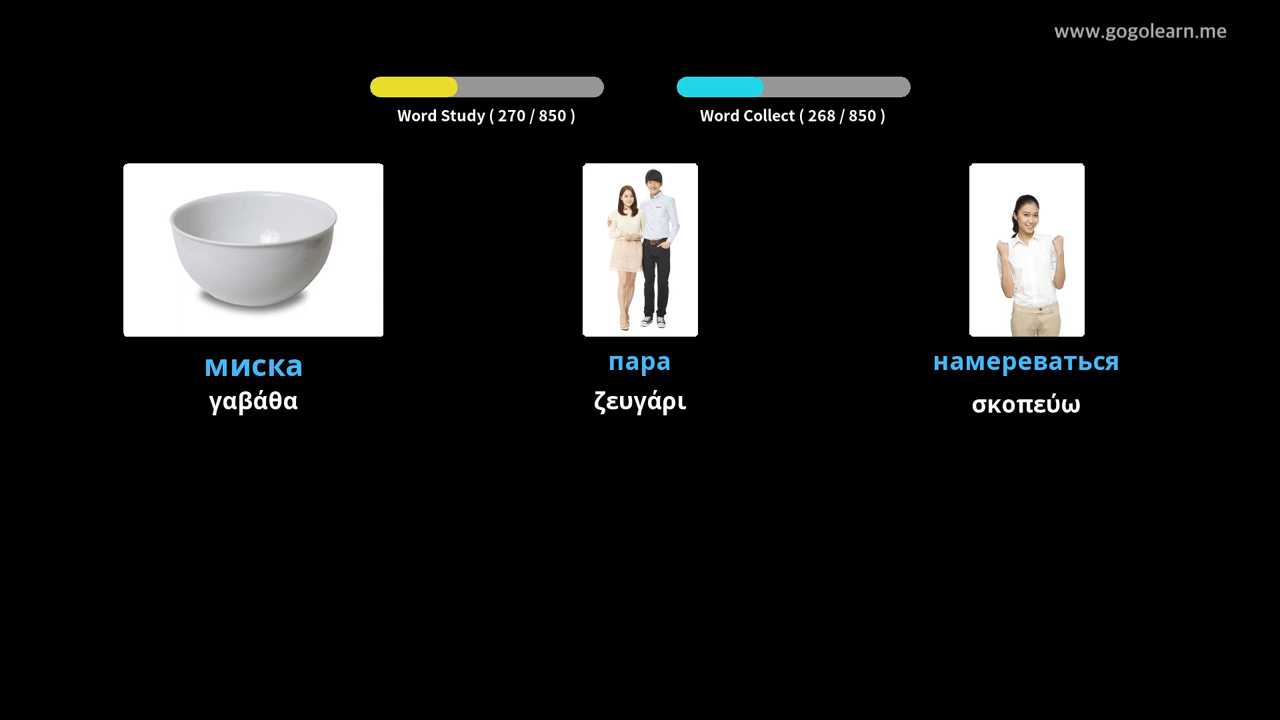 www.gogolearn.me
Word Study ( 270 / 850 )
Word Collect ( 268 / 850 )
миска
γαβάθα
пара
ζευγάρι
намереваться
σκοπεύω